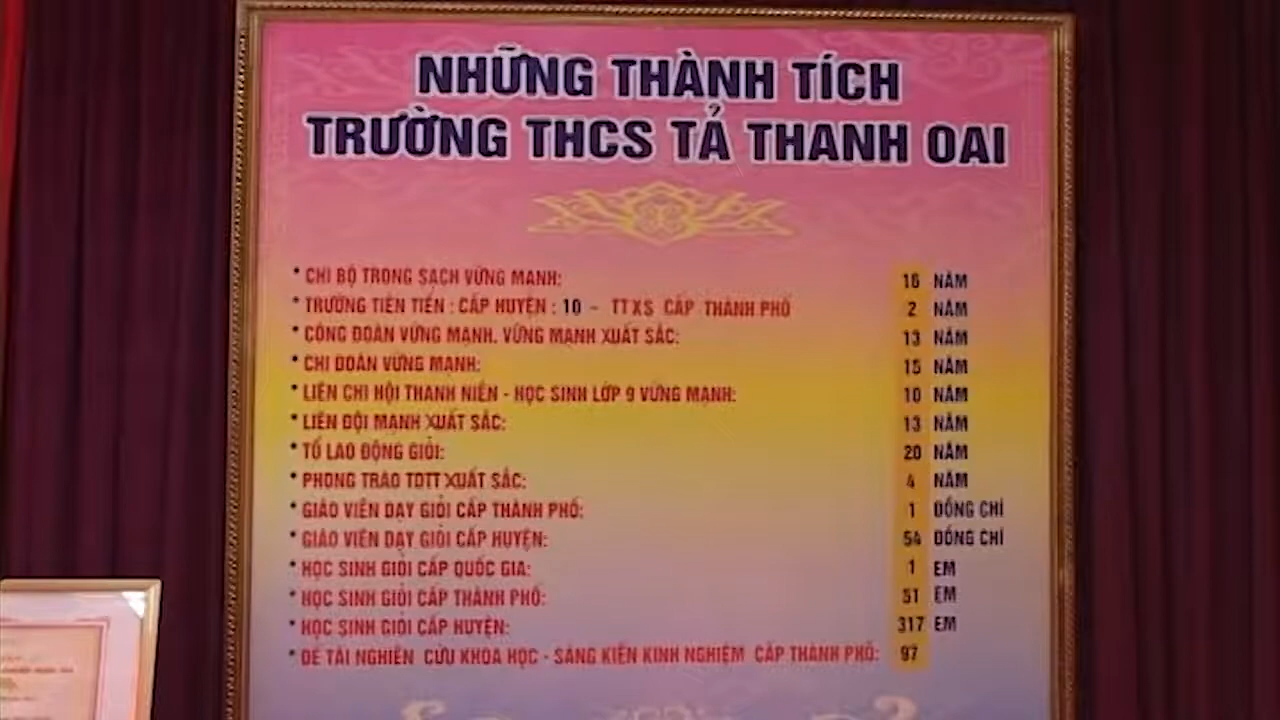 NHỮNG THÀNH TÍCH
TRƯỜNG THCS TẢ THANH OAI
* CHI BỘ TRONG SẠCH VỮNG MẠNH: 16 NĂM
* TRƯỜNG TIÊN TIẾN : CẤP HUYỆN : 10 - TTXS CẤP THÀNH PHỐ 2 NĂM
* CÔNG ĐOÀN VỮNG MẠNH. VỮNG MẠNH XUẤT SẮC: 13 NĂM
* CHI ĐOÀN VỮNG MẠNH: 15 NĂM
* LIÊN CHI HỘI THANH NIÊN - HỌC SINH LỚP 9 VỮNG MẠNH: 10 NĂM
* LIÊN ĐỘI MẠNH XUẤT SẮC: 13 NĂM
* TỔ LAO ĐỘNG GIỎI: 20 NĂM
* PHONG TRÀO TDTT XUẤT SẮC: 4 NĂM
* GIÁO VIÊN DẠY GIỎI CẤP THÀNH PHỐ: 1 ĐỒNG CHÍ
* GIÁO VIÊN DẠY GIỎI CẤP HUYỆN: 54 ĐỒNG CHÍ
* HỌC SINH GIỎI CẤP QUỐC GIA: 1 EM
* HỌC SINH GIỎI CẤP THÀNH PHỐ: 51 EM
* HỌC SINH GIỎI CẤP HUYỆN: 317 EM
* ĐỀ TÀI NGHIÊN CỨU KHOA HỌC - SÁNG KIẾN KINH NGHIỆM CẤP THÀNH PHỐ: 97